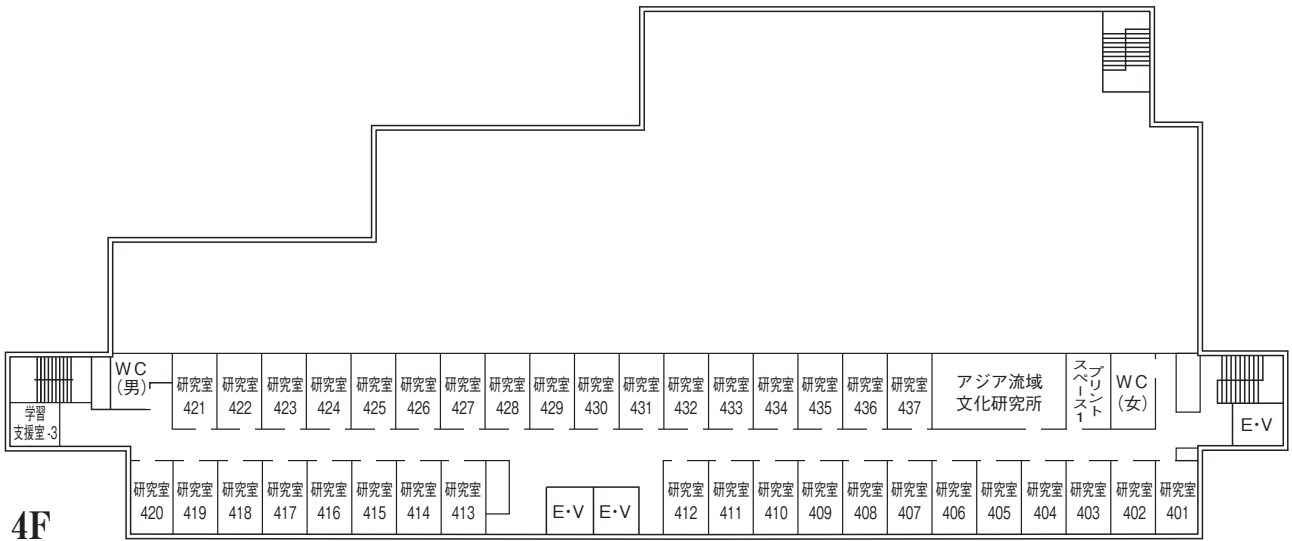 WC
(男)
研究室
421
研究室
422
研究室
423
研究室
424
研究室
425
研究室
426
研究室
427
研究室
428
研究室
429
研究室
430
研究室
431
研究室
432
研究室
433
研究室
434
研究室
435
研究室
436
研究室
437
アジア流域
文化研究所
プリント
スペース1
WC
(女)
学習
支援室-3
E・V
研究室
420
研究室
419
研究室
418
研究室
417
研究室
416
研究室
415
研究室
414
研究室
413
E・V
E・V
研究室
412
研究室
411
研究室
410
研究室
409
研究室
408
研究室
407
研究室
406
研究室
405
研究室
404
研究室
403
研究室
402
研究室
401
4F